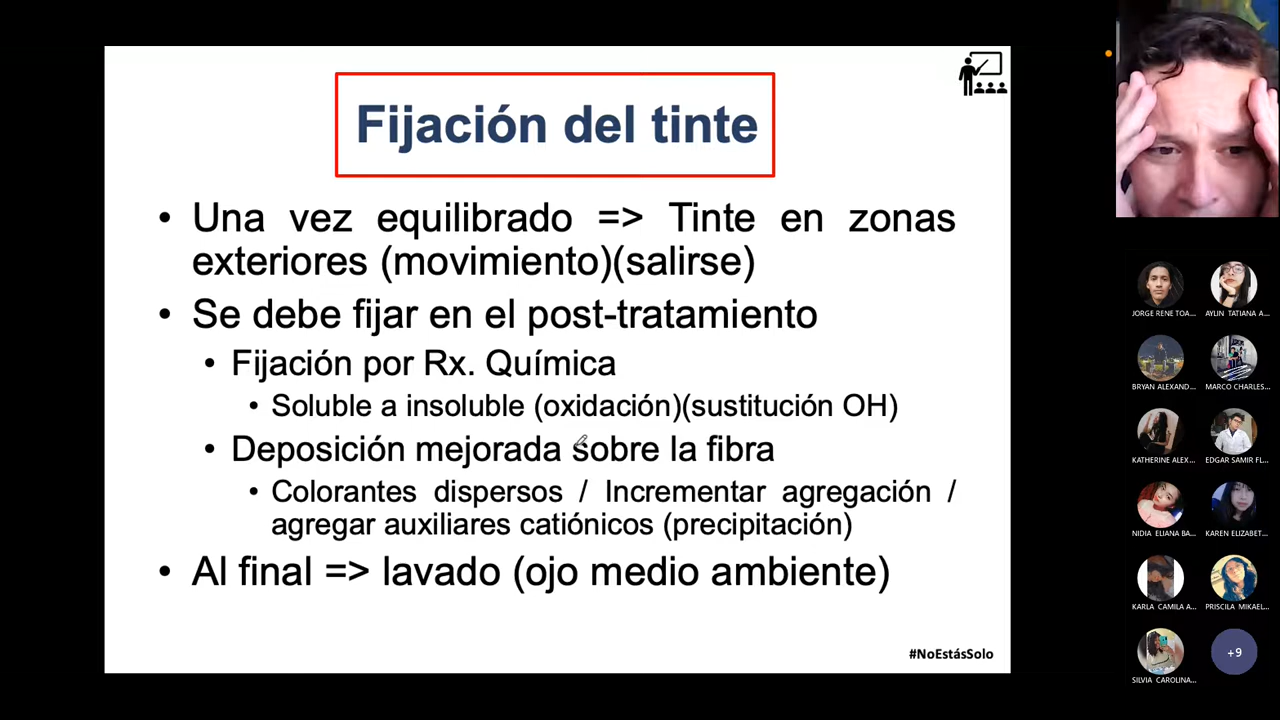 Fijación del tinte
• Una vez equilibrado => Tinte en zonas
exteriores (movimiento)(salirse)
• Se debe fijar en el post-tratamiento
• Fijación por Rx. Química
• Soluble a insoluble (oxidación)(sustitución OH)
• Deposición mejorada sobre la fibra
• Colorantes dispersos / Incrementar agregación /
agregar auxiliares catiónicos (precipitación)
• Al final => lavado (ojo medio ambiente)
#NoEstásSolo
JORGE RENE TOA...
AYLIN TATIANA A...
BRYAN ALEXAND...
MARCO CHARLES...
KATHERINE ALEX...
EDGAR SAMIR FL...
NIDIA ELIANA BA...
KAREN ELIZABET...
KARLA CAMILA A...
PRISCILA MIKAEL...
SILVIA CAROLINA...
+9